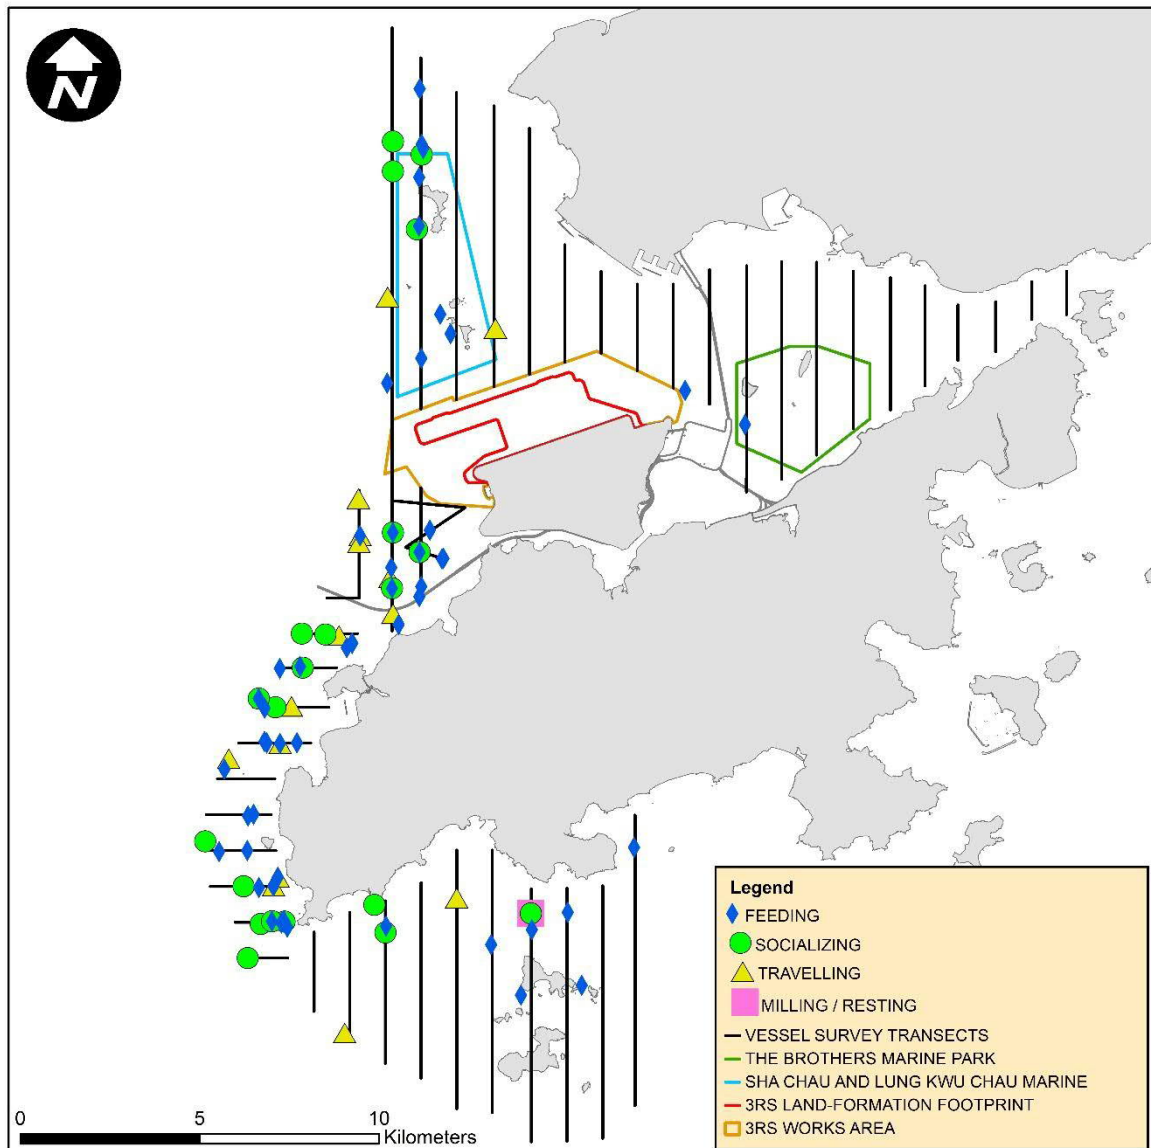 N
Legend
FEEDING
SOCIALIZING
TRAVELLING
MILLING / RESTING
VESSEL SURVEY TRANSECTS
THE BROTHERS MARINE PARK
SHA CHAU AND LUNG KWU CHAU MARINE
3RS LAND-FORMATION FOOTPRINT
3RS WORKS AREA
0 5 10
Kilometers